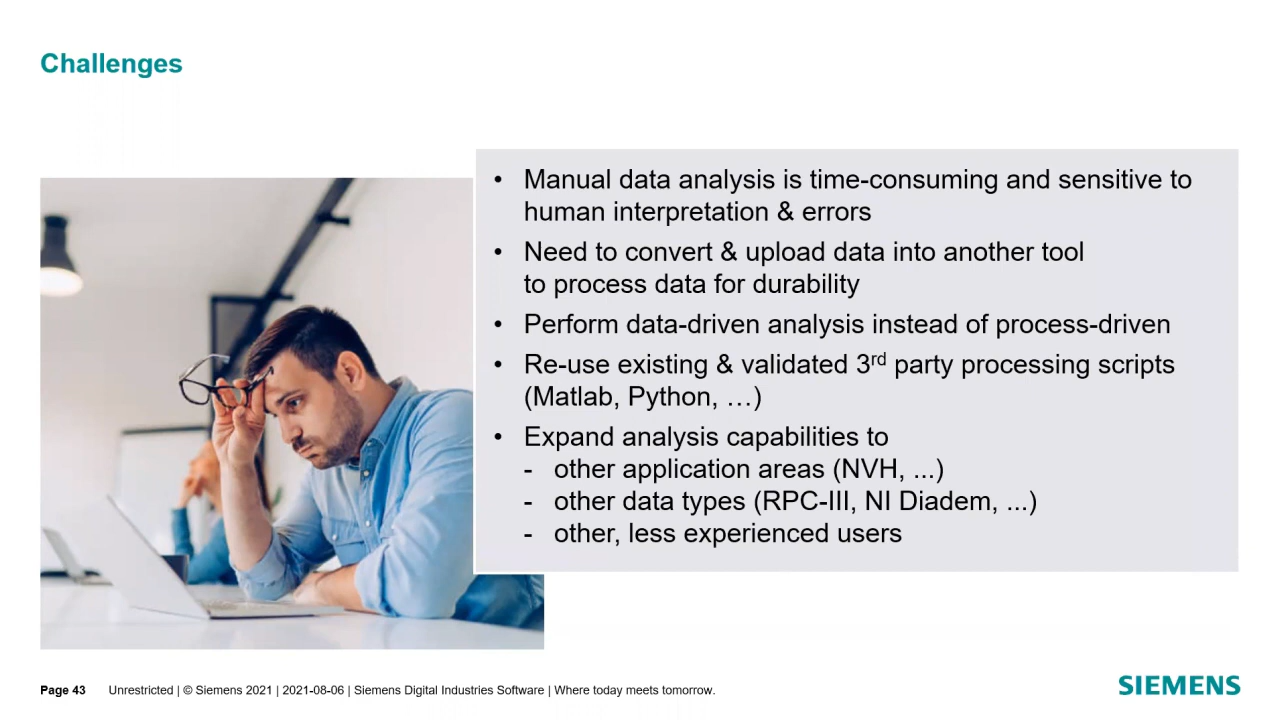 Challenges
• Manual data analysis is time-consuming and sensitive to
human interpretation & errors
• Need to convert & upload data into another tool
to process data for durability
• Perform data-driven analysis instead of process-driven
• Re-use existing & validated 3rd party processing scripts
(Matlab, Python, …)
• Expand analysis capabilities to
- other application areas (NVH, ...)
- other data types (RPC-III, NI Diadem, ...)
- other, less experienced users
Page 43 Unrestricted | © Siemens 2021 | 2021-08-06 | Siemens Digital Industries Software | Where today meets tomorrow.
SIEMENS